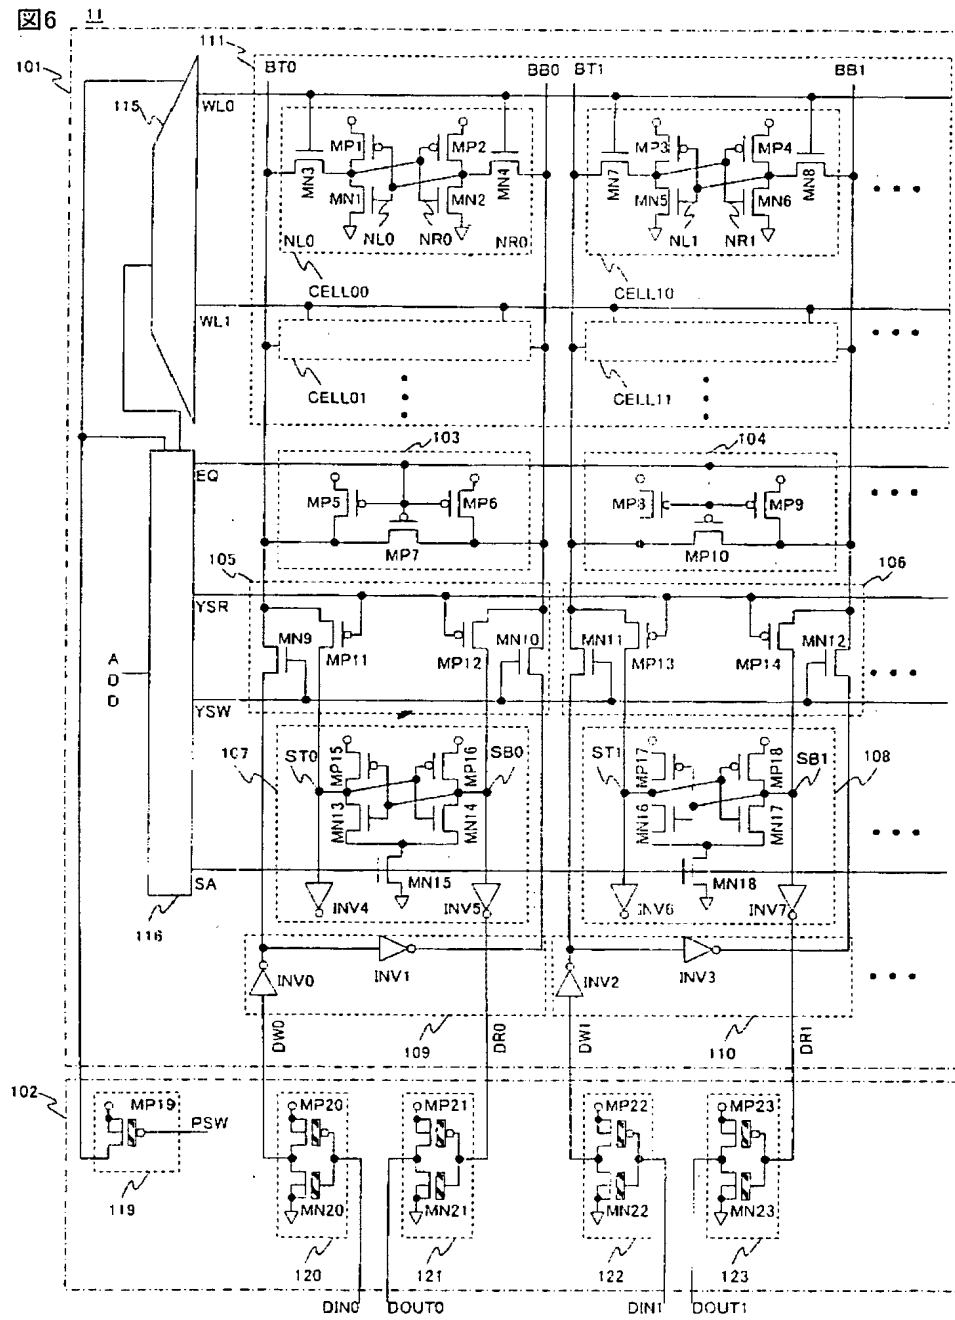 図6
11
101
111
BT0
BB0
BT1
BB1
115
WL0
MP1
MP2
MP3
MP4
MN3
MN4
MN7
MN8
MN1
MN2
MN5
MN6
NL0
NL0
NR0
NR0
NL1
NR1
CELL00
CELL10
WL1
CELL01
CELL11
103
104
EQ
MP5
MP6
MP8
MP9
MP7
MP10
105
106
YSR
MN9
MN10
MN11
MN12
MP11
MP12
MP13
MP14
ADD
YSW
107
ST0
MP15
MP16
SB0
ST1
MP17
MP18
SB1
108
MN13
MN14
MN16
MN17
SA
MN15
MN18
116
INV4
INV5
INV6
INV7
INV0
INV1
INV2
INV3
DW0
109
DR0
DW1
110
DR1
102
MP19
PSW
MP20
MP21
MP22
MP23
119
MN20
MN21
MN22
MN23
120
121
122
123
DIN0
DOUT0
DIN1
DOUT1